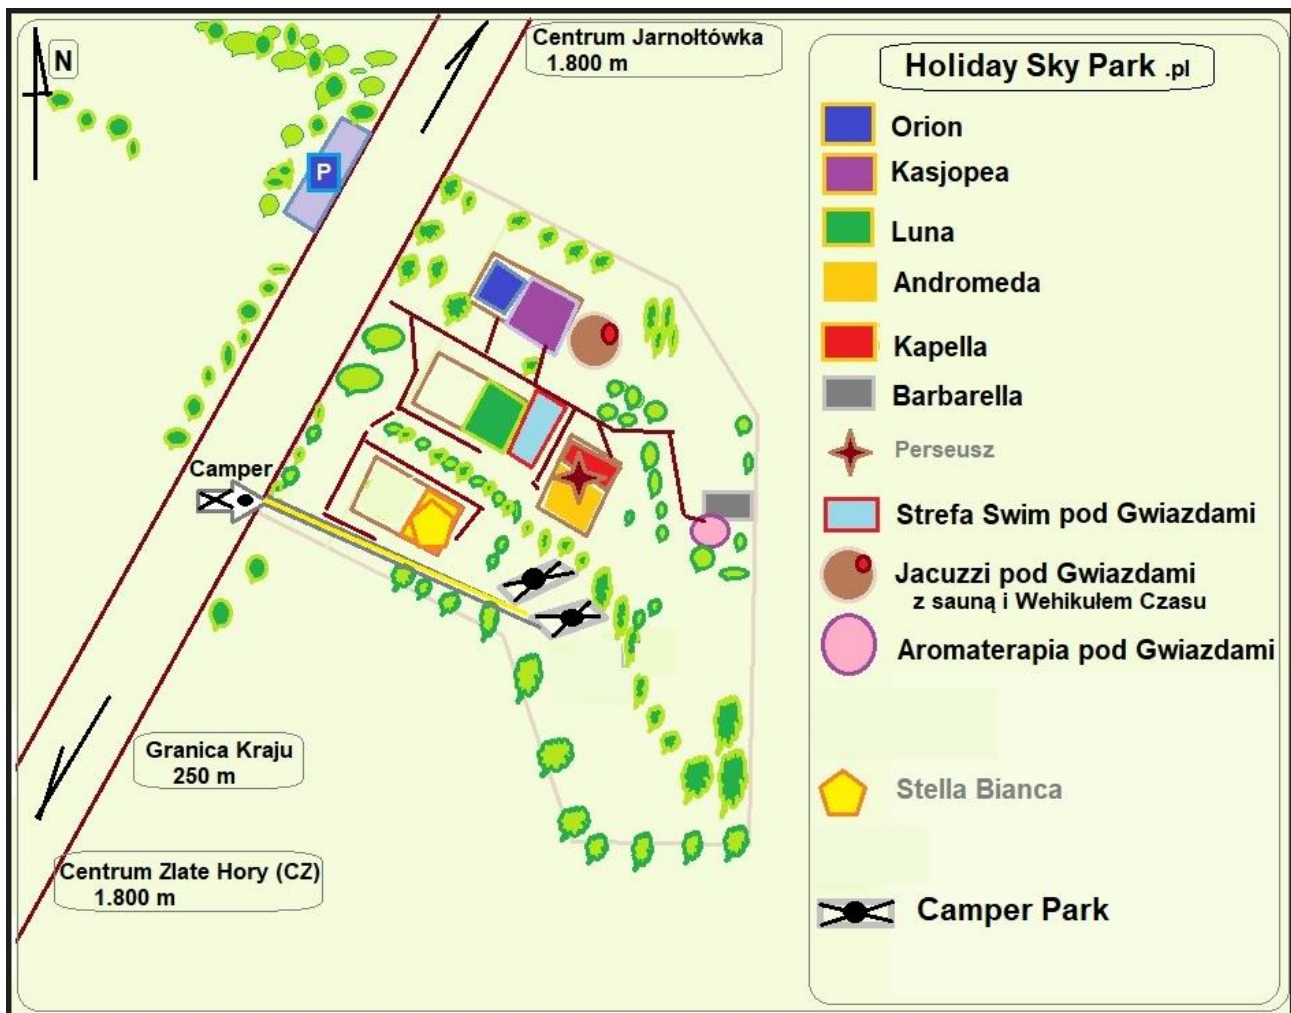 N
Centrum Jarnołtówka
1.800 m
P
Camper
Granica Kraju
250 m
Centrum Zlate Hory (CZ)
1.800 m
Holiday Sky Park .pl
Orion
Kasjopea
Luna
Andromeda
Kapella
Barbarella
Perseusz
Strefa Swim pod Gwiazdami
Jacuzzi pod Gwiazdami
z sauną i Wehikułem Czasu
Aromaterapia pod Gwiazdami
Stella Bianca
Camper Park